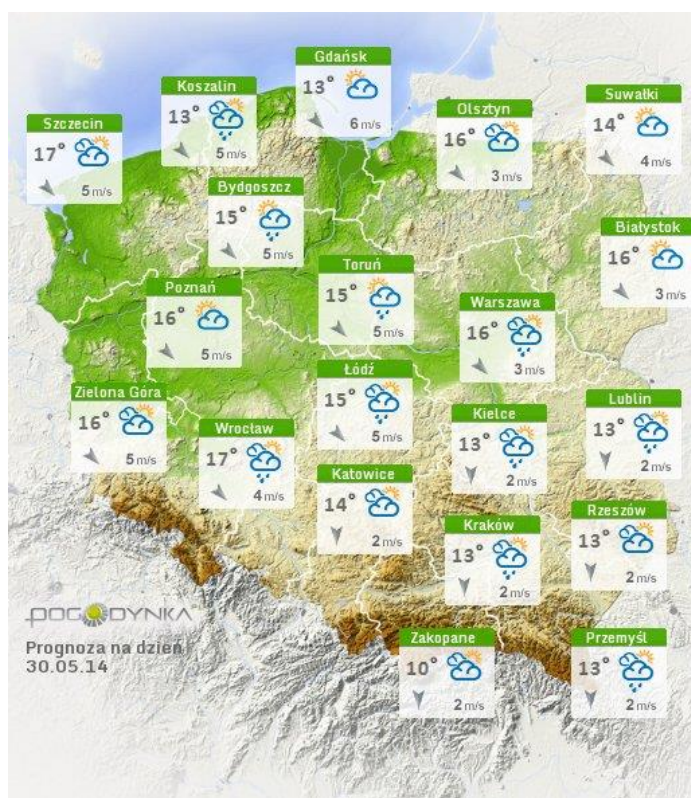 Gdańsk
13°
6 m/s
Koszalin
13°
5 m/s
Suwałki
14°
4 m/s
Olsztyn
16°
3 m/s
Szczecin
17°
5 m/s
Bydgoszcz
15°
5 m/s
Białystok
16°
3 m/s
Toruń
15°
5 m/s
Poznań
16°
5 m/s
Warszawa
16°
3 m/s
Łódź
15°
5 m/s
Zielona Góra
16°
5 m/s
Lublin
13°
2 m/s
Kielce
13°
2 m/s
Wrocław
17°
4 m/s
Katowice
14°
2 m/s
Rzeszów
13°
2 m/s
Kraków
13°
2 m/s
POGODYNKA
Prognoza na dzień
30.05.14
Zakopane
10°
2 m/s
Przemyśl
13°
2 m/s